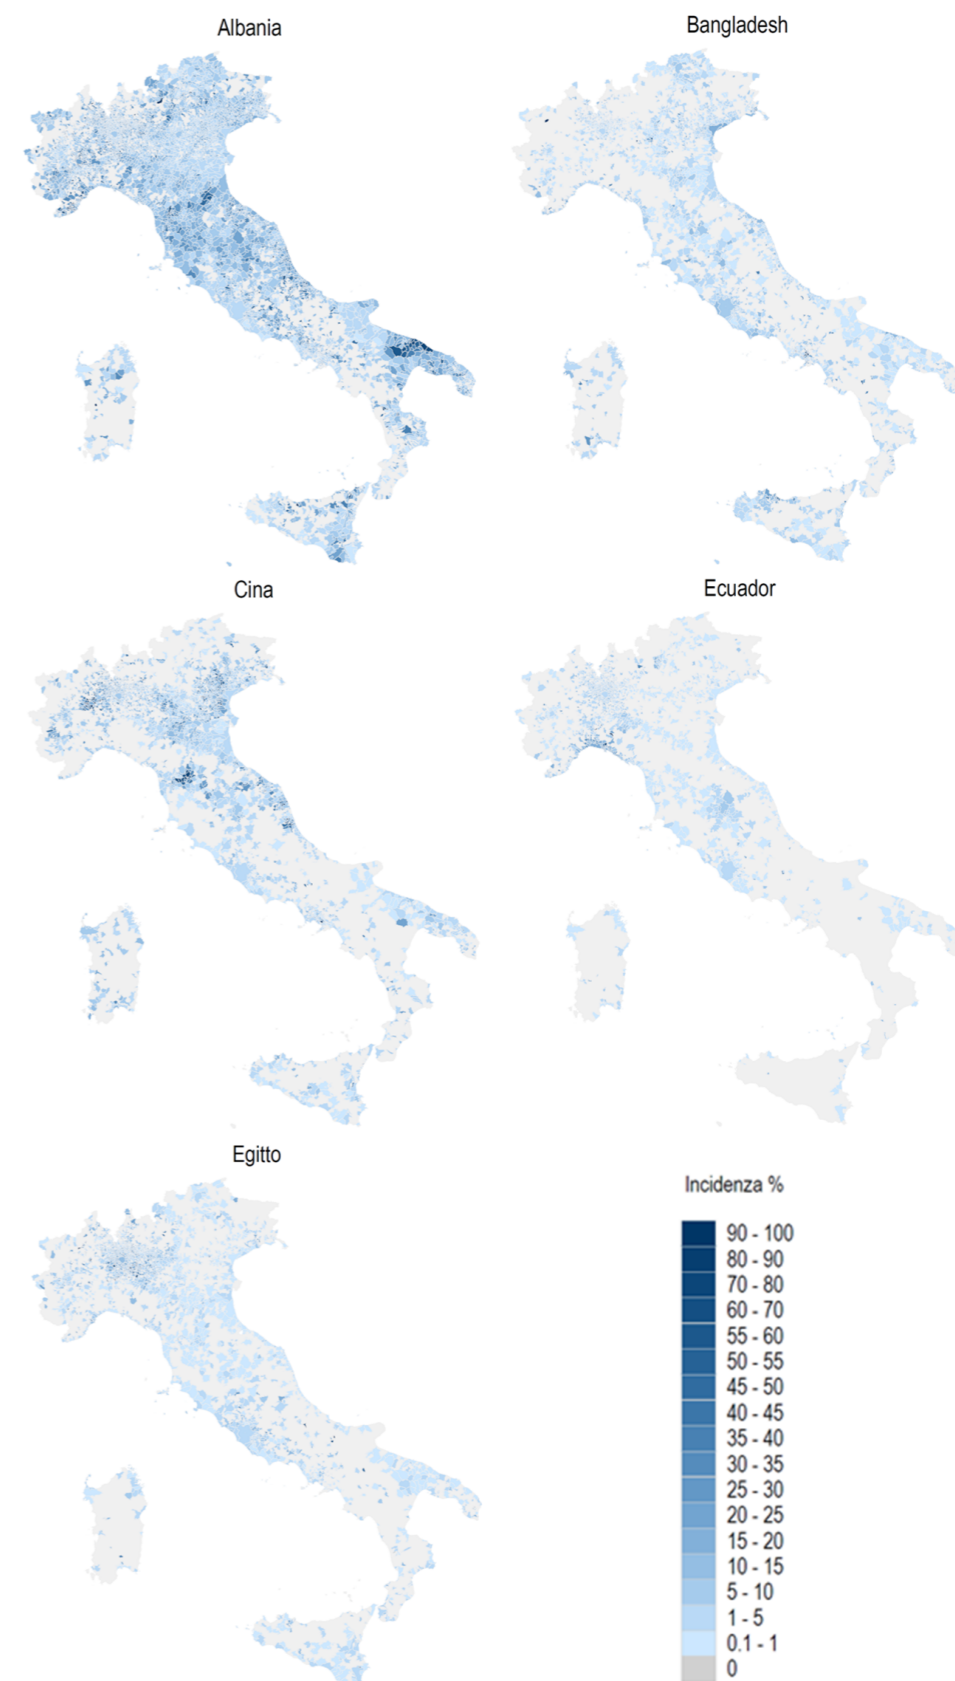 Albania
Bangladesh
Cina
Ecuador
Egitto
Incidenza %
90 - 100
80 - 90
70 - 80
60 - 70
55 - 60
50 - 55
45 - 50
40 - 45
35 - 40
30 - 35
25 - 30
20 - 25
15 - 20
10 - 15
5 - 10
1 - 5
0.1 - 1
0